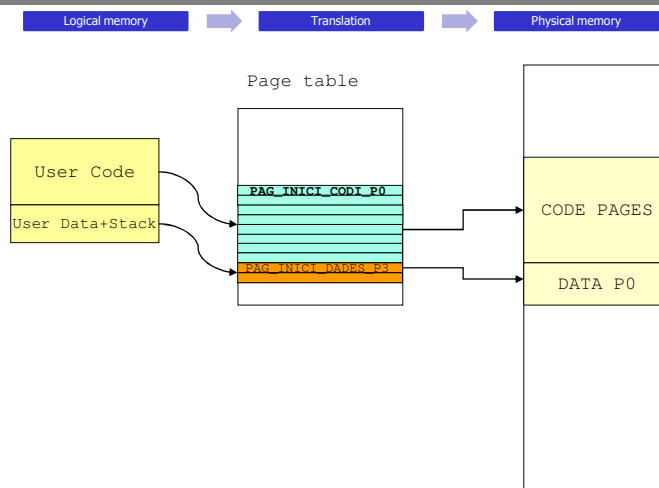 Logical memory
Translation
Physical memory
Page table
User Code
User Data+Stack
PAG_INICI_CODI_P0
PAG_INICI_DADES_P3
CODE PAGES
DATA P0